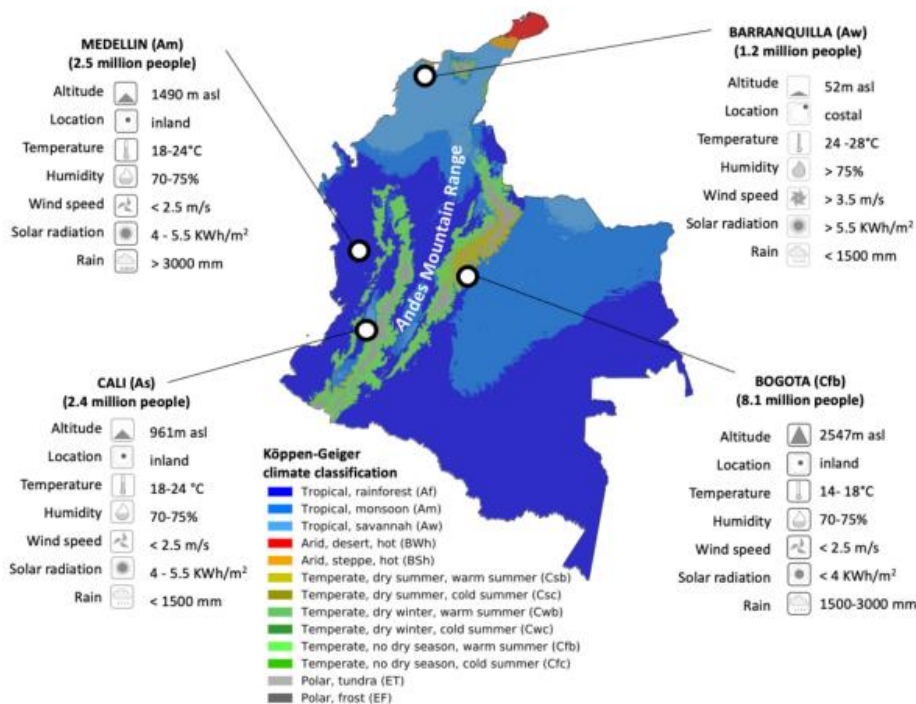 MEDELLIN (Am)
(2.5 million people)
Altitude 1490 m asl
Location inland
Temperature 18-24°C
Humidity 70-75%
Wind speed < 2.5 m/s
Solar radiation 4 - 5.5 KWh/m²
Rain > 3000 mm
BARRANQUILLA (Aw)
(1.2 million people)
Altitude 52m asl
Location costal
Temperature 24 -28°C
Humidity > 75%
Wind speed > 3.5 m/s
Solar radiation > 5.5 KWh/m²
Rain < 1500 mm
Andes Mountain Range
CALI (As)
(2.4 million people)
Altitude 961m asl
Location inland
Temperature 18-24 °C
Humidity 70-75%
Wind speed < 2.5 m/s
Solar radiation 4 - 5.5 KWh/m²
Rain < 1500 mm
Köppen-Geiger
climate classification
Tropical, rainforest (Af)
Tropical, monsoon (Am)
Tropical, savannah (Aw)
Arid, desert, hot (BWh)
Arid, steppe, hot (BSh)
Temperate, dry summer, warm summer (Csb)
Temperate, dry summer, cold summer (Csc)
Temperate, dry winter, warm summer (Cwb)
Temperate, dry winter, cold summer (Cwc)
Temperate, no dry season, warm summer (Cfb)
Temperate, no dry season, cold summer (Cfc)
Polar, tundra (ET)
Polar, frost (EF)
BOGOTA (Cfb)
(8.1 million people)
Altitude 2547m asl
Location inland
Temperature 14- 18°C
Humidity 70-75%
Wind speed < 2.5 m/s
Solar radiation < 4 KWh/m²
Rain 1500-3000 mm